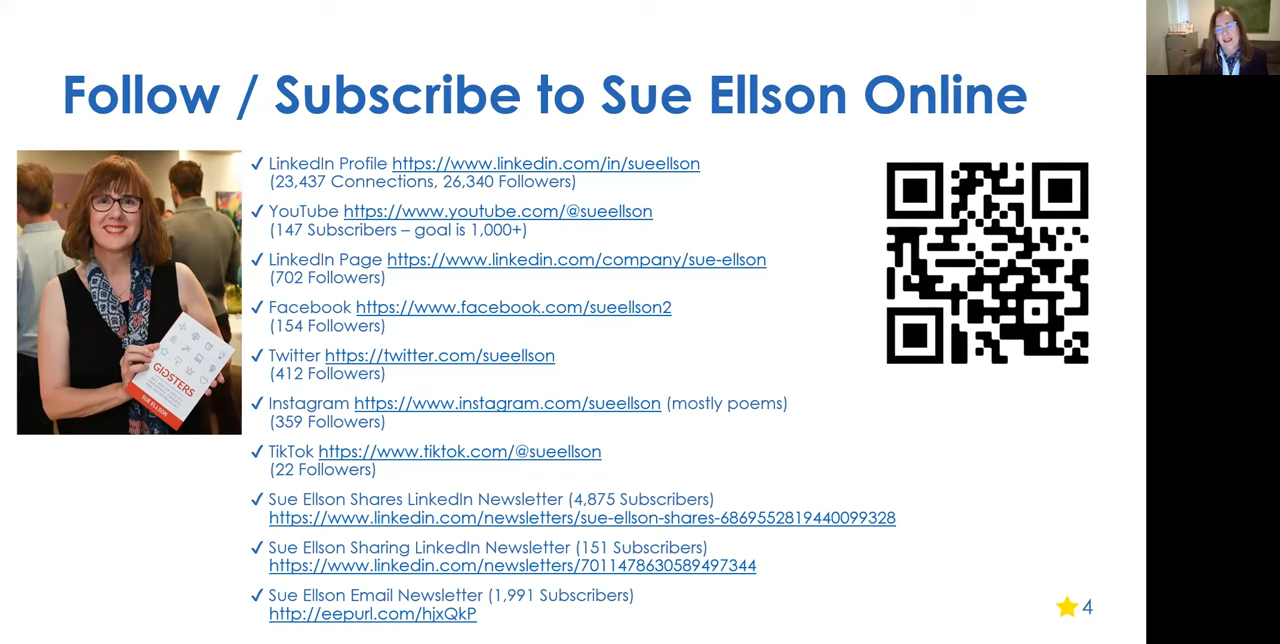 Follow / Subscribe to Sue Ellson Online
✓ LinkedIn Profile https://www.linkedin.com/in/sueellson
(23,437 Connections, 26,340 Followers)
✓ YouTube https://www.youtube.com/@sueellson
(147 Subscribers – goal is 1,000+)
✓ LinkedIn Page https://www.linkedin.com/company/sue-ellson
(702 Followers)
✓ Facebook https://www.facebook.com/sueellson2
(154 Followers)
✓ Twitter https://twitter.com/sueellson
(412 Followers)
✓ Instagram https://www.instagram.com/sueellson (mostly poems)
(359 Followers)
✓ TikTok https://www.tiktok.com/@sueellson
(22 Followers)
✓ Sue Ellson Shares LinkedIn Newsletter (4,875 Subscribers)
https://www.linkedin.com/newsletters/sue-ellson-shares-6869552819440099328
✓ Sue Ellson Sharing LinkedIn Newsletter (151 Subscribers)
https://www.linkedin.com/newsletters/7011478630589497344
✓ Sue Ellson Email Newsletter (1,991 Subscribers)
http://eepurl.com/hjxQkP
GIGSTERS
SUE ELLSON
4